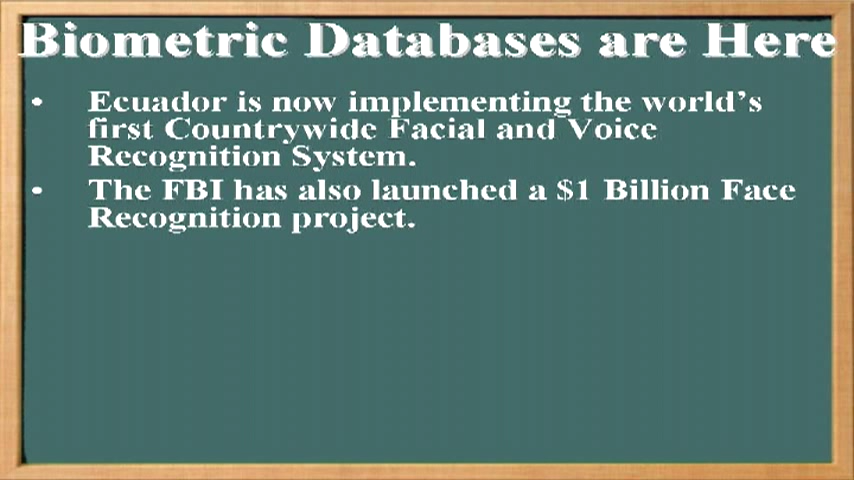 Biometric Databases are Here
• Ecuador is now implementing the world's
first Countrywide Facial and Voice
Recognition System.
• The FBI has also launched a $1 Billion Face
Recognition project.